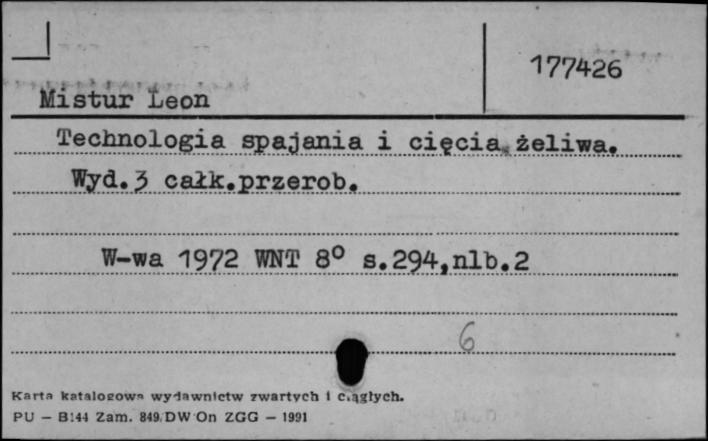 177426
Mistur Leon
Technologia spajania i cięcia żeliwa.
Wyd.3 całk.przerob.
W-wa 1972 WNT 8° s.294,nlb.2
6
Karta katalogowa wydawnictw zwartych i ciągłych.
PU — B144 Zam. 849/DW On ZGG — 1991